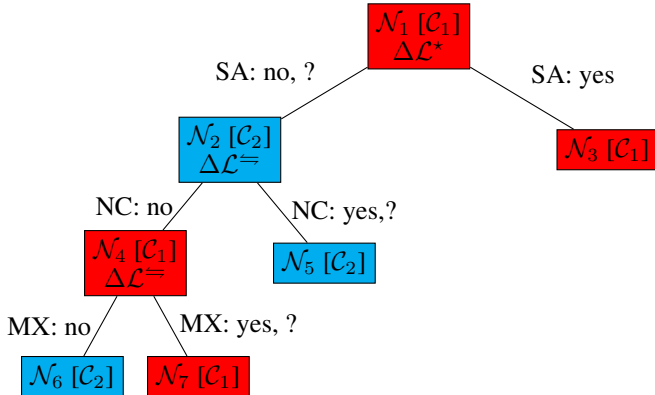 𝒩₁ [𝒞₁]
Δℒ⋆
SA: no, ?
SA: yes
𝒩₂ [𝒞₂]
Δℒ⇋
𝒩₃ [𝒞₁]
NC: no
NC: yes,?
𝒩₄ [𝒞₁]
Δℒ⇋
𝒩₅ [𝒞₂]
MX: no
MX: yes, ?
𝒩₆ [𝒞₂]
𝒩₇ [𝒞₁]